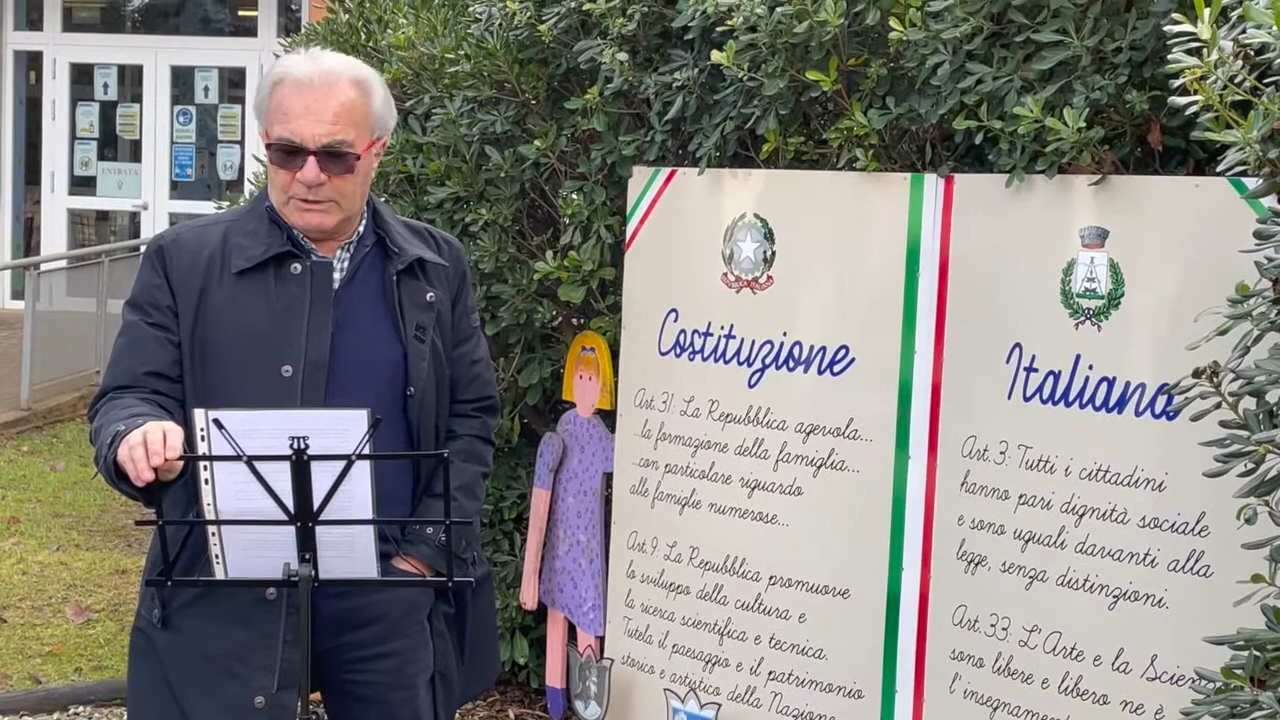 ENTRATA
REPUBBLICA ITALIANA
Costituzione
Art.31: La Repubblica agevola...
...la formazione della famiglia...
...con particolare riguardo
alle famiglie numerose...
Art.9: La Repubblica promuove
lo sviluppo della cultura e
la ricerca scientifica e tecnica.
Tutela il paesaggio e il patrimonio
storico e artistico della Nazione
Italiana
Art.3: Tutti i cittadini
hanno pari dignità sociale
e sono uguali davanti alla
legge, senza distinzioni.
Art.33: L'Arte e la Scien
sono libere e libero ne è
l'insegnamen